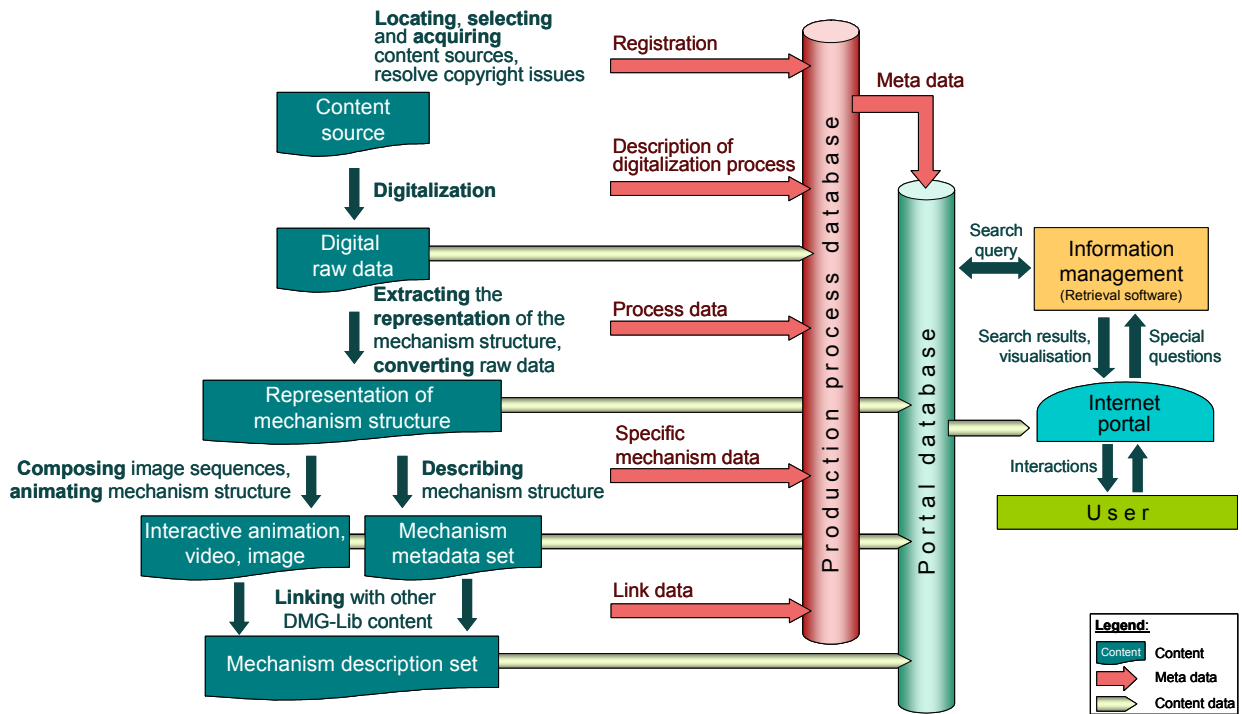 Locating, selecting
and acquiring
content sources,
resolve copyright issues
Registration
Meta data
Content
source
Description of
digitalization process
Digitalization
Digital
raw data
Search
query
Information
management
(Retrieval software)
Extracting the
representation of the
mechanism structure,
converting raw data
Process data
Search results,
visualisation
Special
questions
Representation of
mechanism structure
Internet
portal
Specific
mechanism data
Composing image sequences,
animating mechanism structure
Describing
mechanism structure
Interactions
User
Interactive animation,
video, image
Mechanism
metadata set
Linking with other
DMG-Lib content
Link data
Mechanism description set
Production process database
Portal database
Legend:
Content
Content
Meta data
Content data